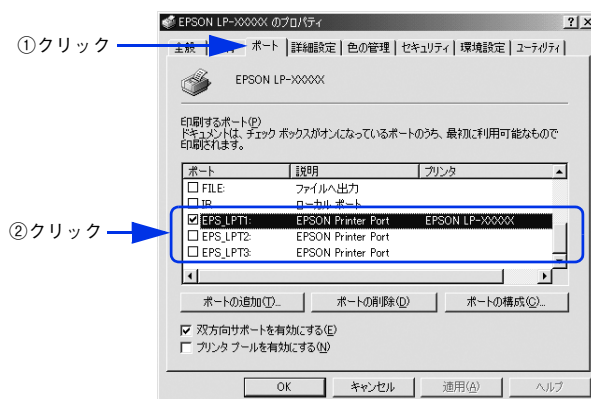 EPSON LP-XXXXX のプロパティ
①クリック
全般
ポート
詳細設定
色の管理
セキュリティ
環境設定
ユーティリティ
EPSON LP-XXXXX
印刷するポート(P)
ドキュメントは、チェック ボックスがオンになっているポートのうち、最初に利用可能なもので
印刷されます。
ポート 説明 プリンタ
FILE: ファイルへ出力
IR ローカル ポート
②クリック
EPS_LPT1: EPSON Printer Port EPSON LP-XXXXX
EPS_LPT2: EPSON Printer Port
EPS_LPT3: EPSON Printer Port
ポートの追加(T)... ポートの削除(D) ポートの構成(C)...
双方向サポートを有効にする(E)
プリンタ プールを有効にする(N)
OK キャンセル 適用(A) ヘルプ